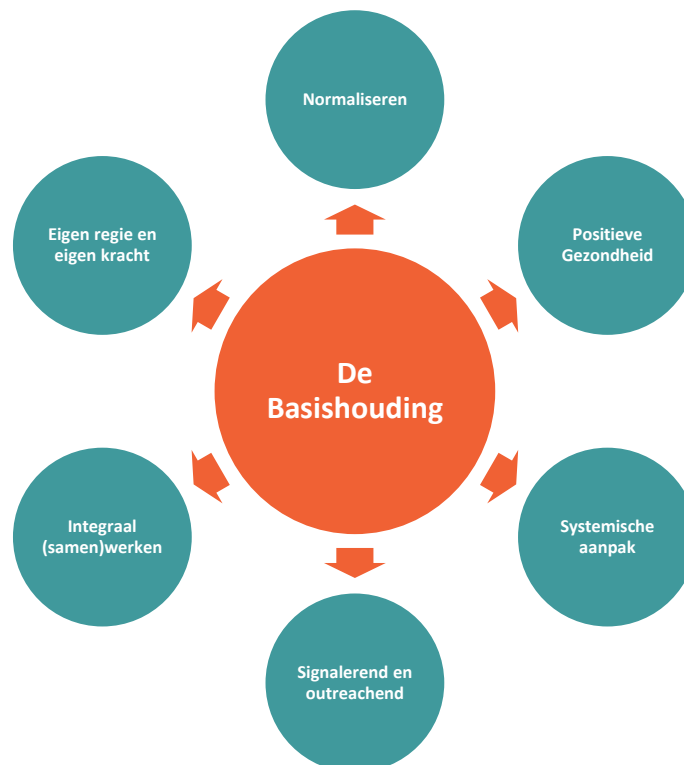 Normaliseren
Eigen regie en
eigen kracht
Positieve
Gezondheid
De
Basishouding
Integraal
(samen)werken
Systemische
aanpak
Signalerend en
outreachend